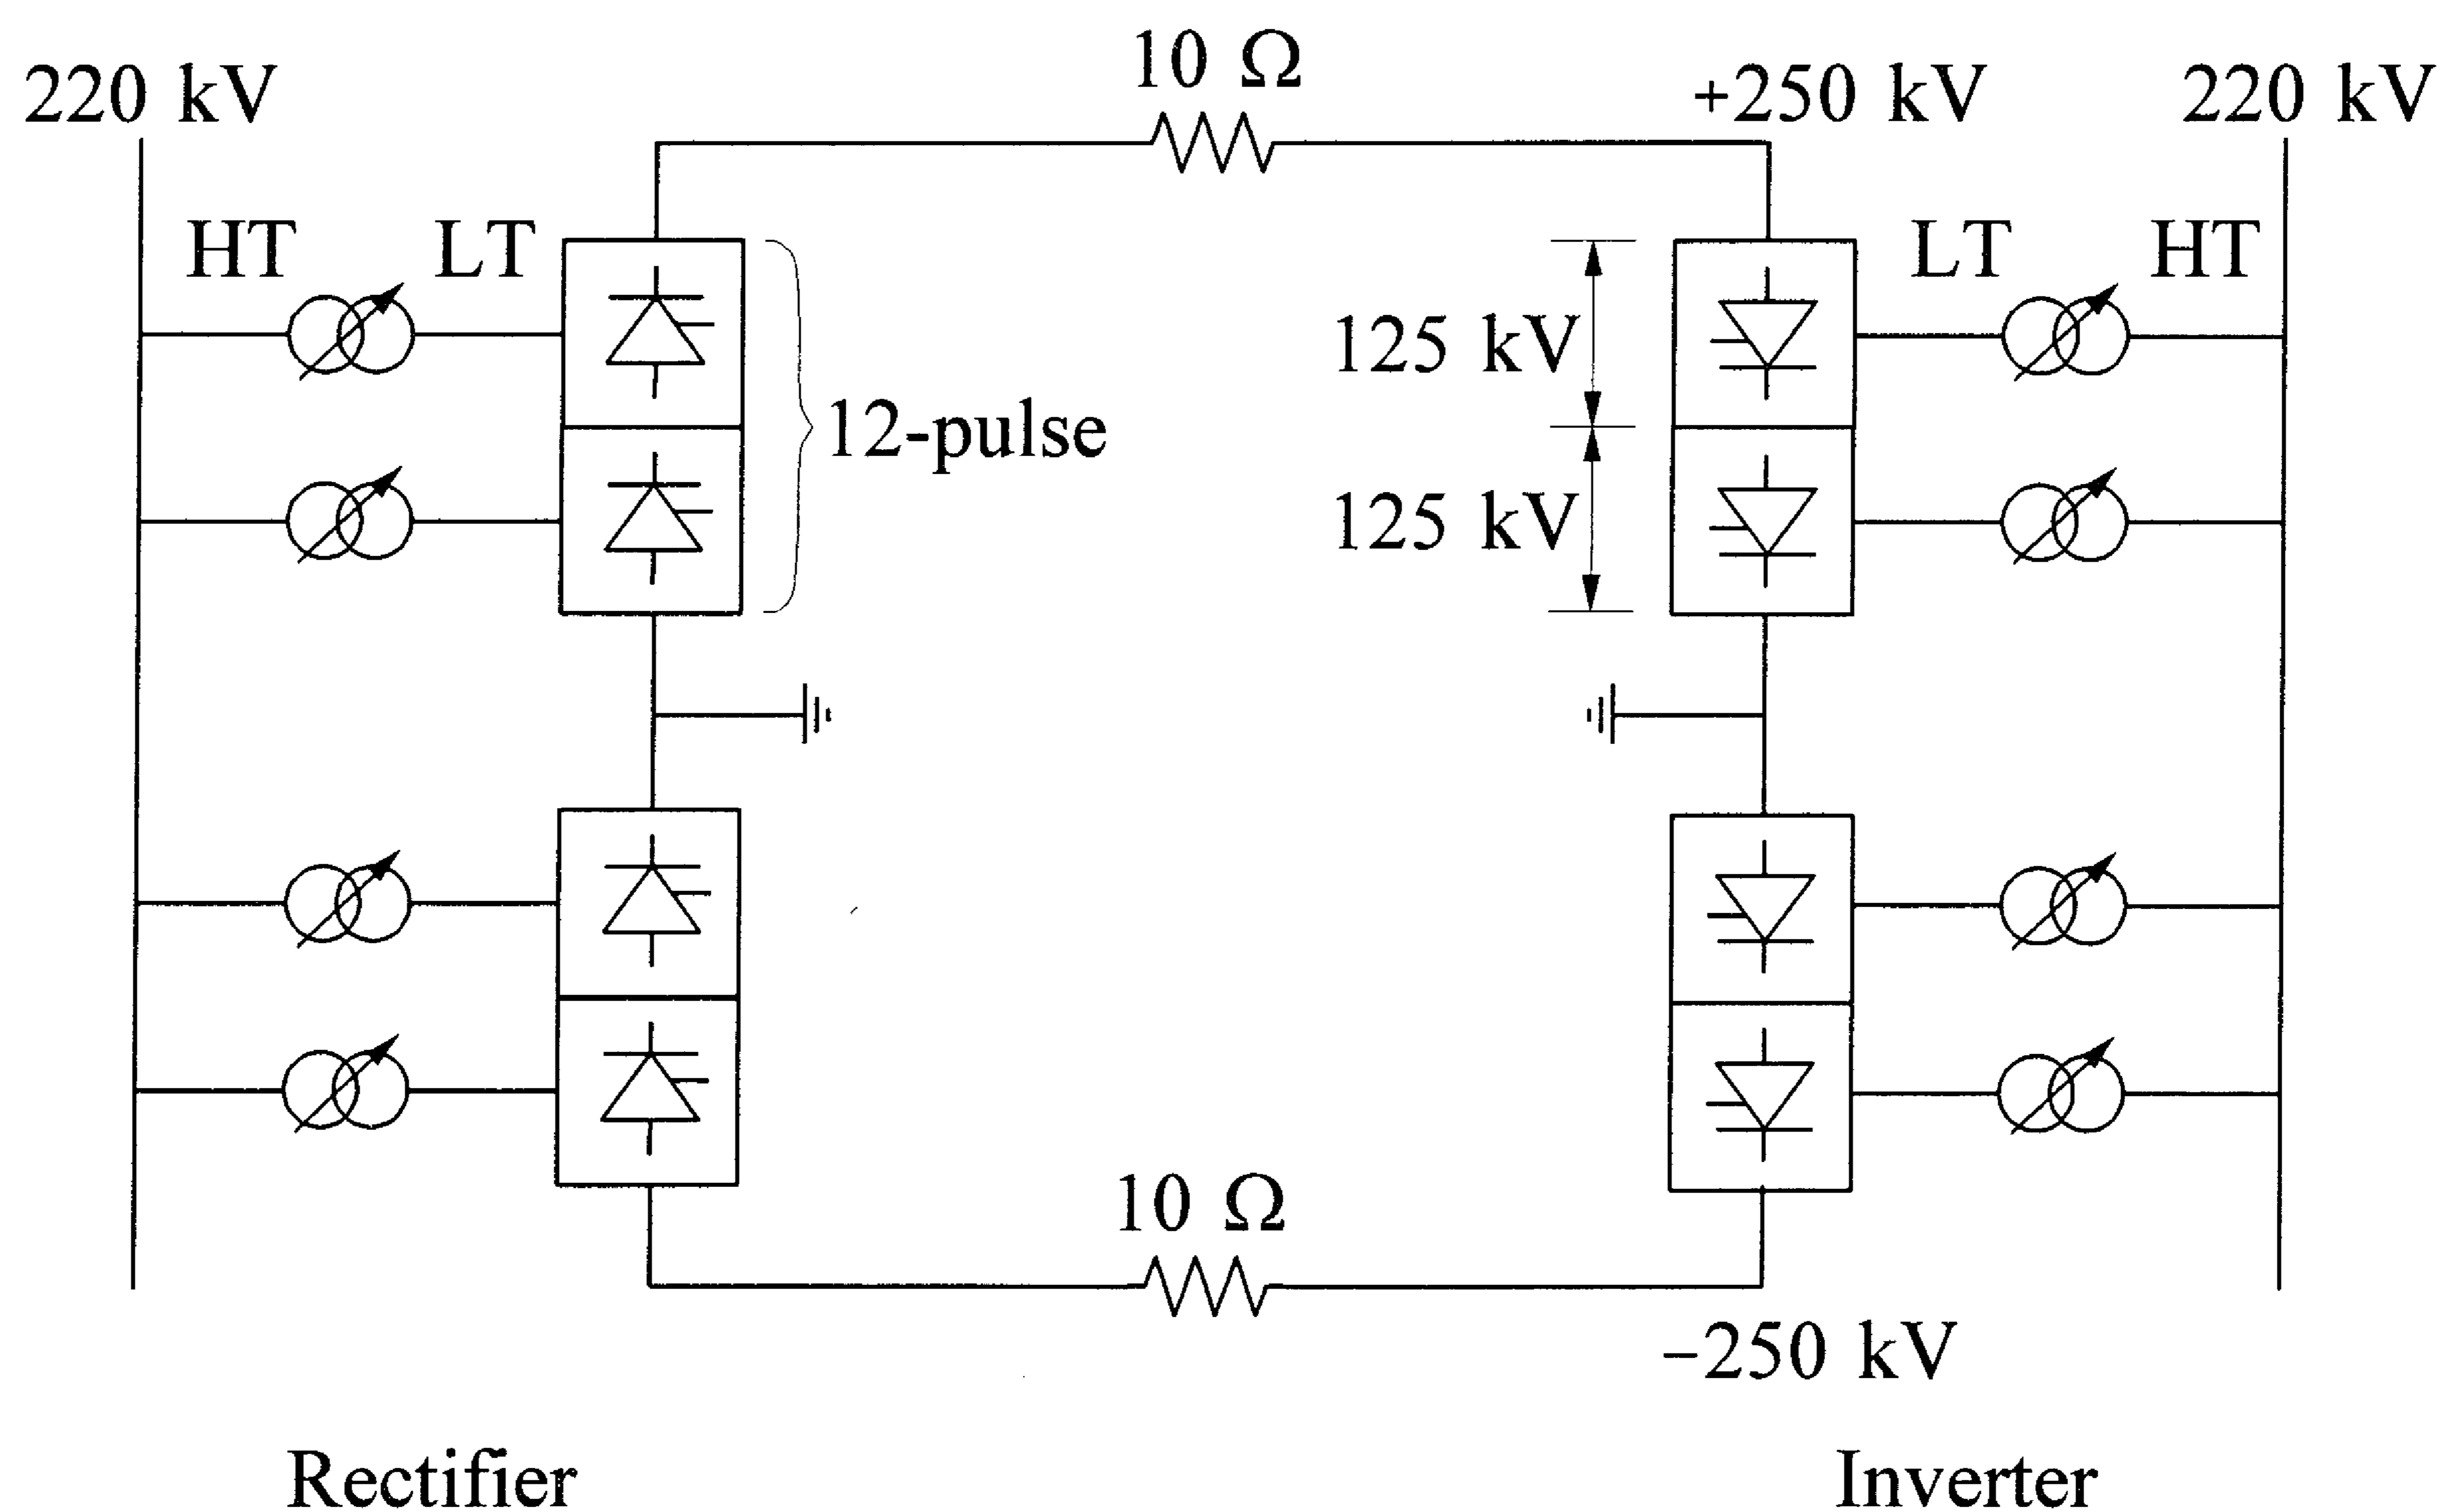 10 Ω
220 kV
+250 kV
220 kV
HT
LT
LT
HT
125 kV
12-pulse
125 kV
10 Ω
−250 kV
Rectifier
Inverter